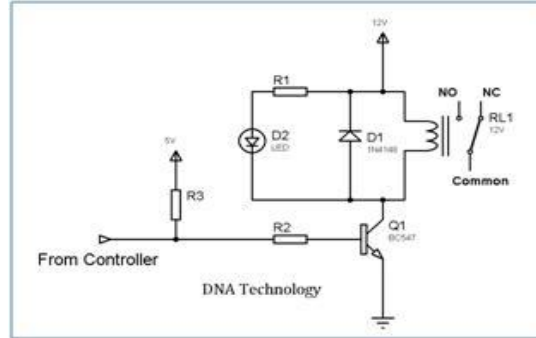 12V
R1
NO
NC
RL1
12V
D2
LED
D1
1N4148
5V
Common
R3
R2
Q1
BC547
From Controller
DNA Technology